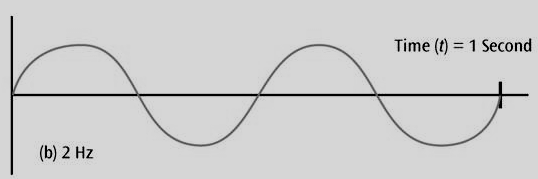 Time (t) = 1 Second
(b) 2 Hz